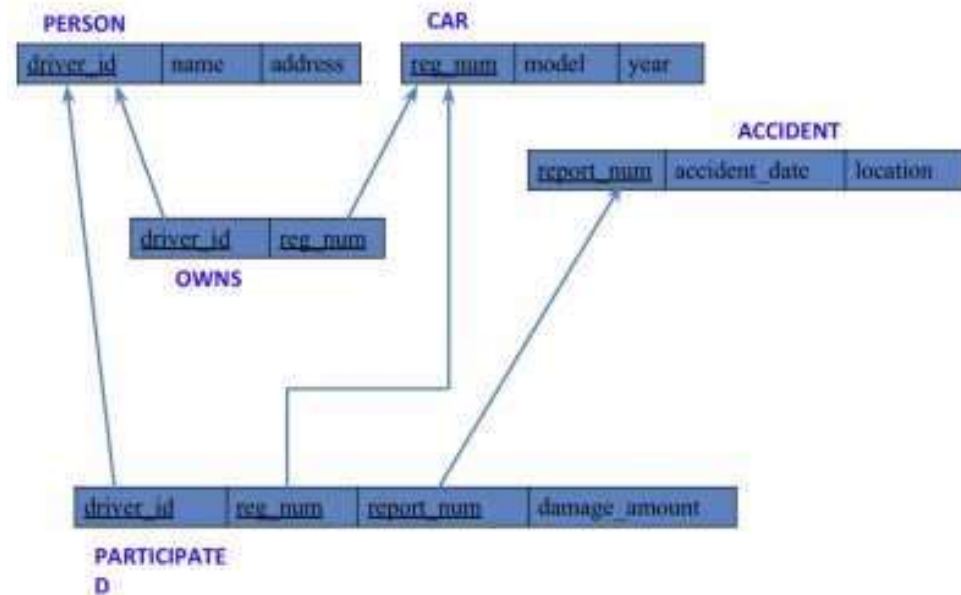 PERSON
driver_id name address
CAR
reg_num model year
ACCIDENT
report_num accident_date location
driver_id reg_num
OWNS
driver_id reg_num report_num damage_amount
PARTICIPATE
D